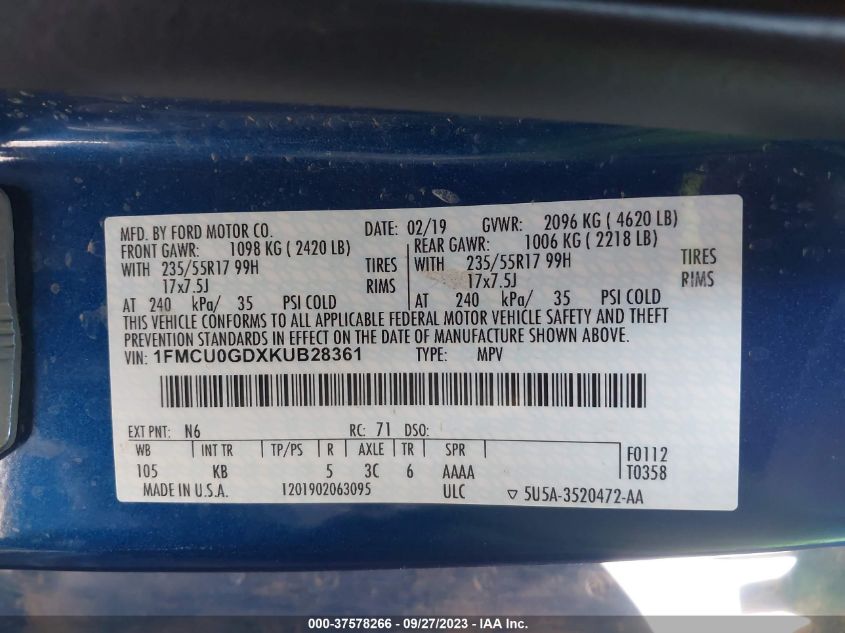 MFD. BY FORD MOTOR CO. DATE: 02/19 GVWR: 2096 KG ( 4620 LB)
FRONT GAWR: 1098 KG ( 2420 LB) REAR GAWR: 1006 KG ( 2218 LB)
WITH 235/55R17 99H TIRES WITH 235/55R17 99H TIRES
17x7.5J RIMS 17x7.5J RIMS
AT 240 kPa/ 35 PSI COLD AT 240 kPa/ 35 PSI COLD
THIS VEHICLE CONFORMS TO ALL APPLICABLE FEDERAL MOTOR VEHICLE SAFETY AND THEFT
PREVENTION STANDARDS IN EFFECT ON THE DATE OF MANUFACTURE SHOWN ABOVE.
VIN: 1FMCU0GDXKUB28361 TYPE: MPV
EXT PNT: N6 RC: 71 DSO:
WB INT TR TP/PS R AXLE TR SPR F0112
105 KB 5 3C 6 AAAA T0358
MADE IN U.S.A. 1201902063095 ULC ▽ 5U5A-3520472-AA
000-37578266 - 09/27/2023 - IAA Inc.